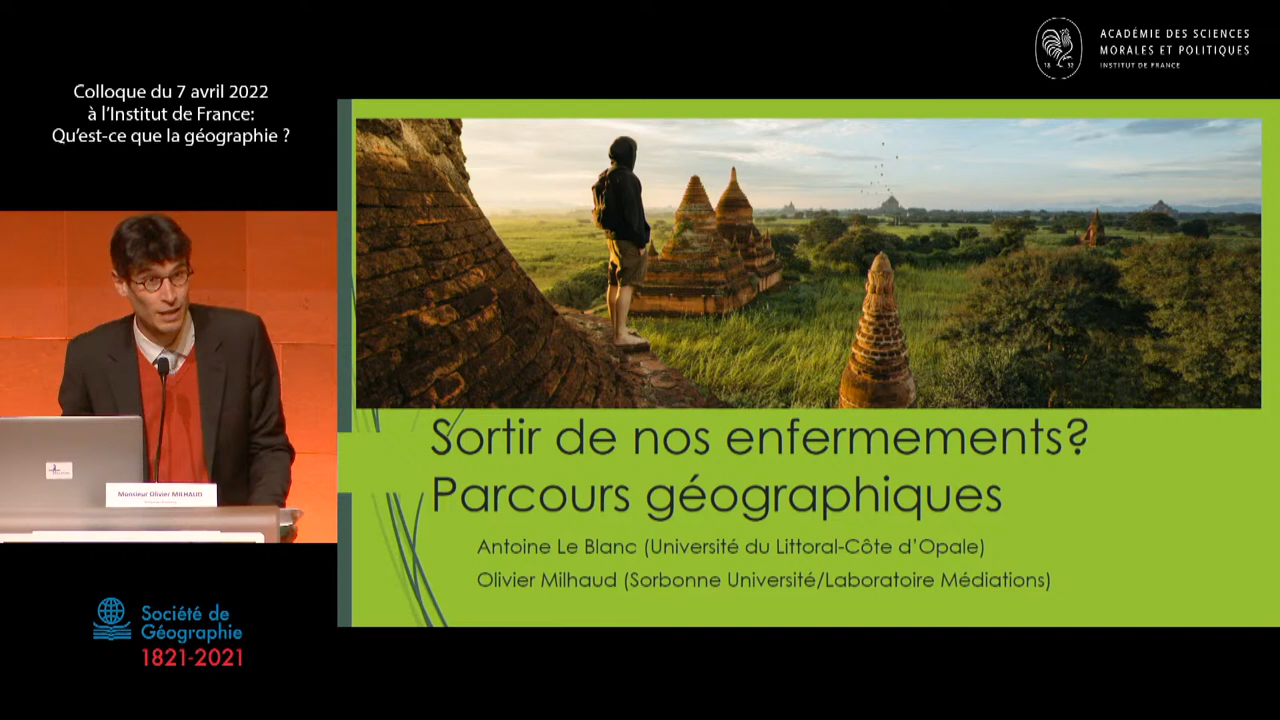 ACADÉMIE DES SCIENCES
MORALES ET POLITIQUES
INSTITUT DE FRANCE
18 32
Colloque du 7 avril 2022
à l'Institut de France:
Qu'est-ce que la géographie ?
Sortir de nos enfermements?
Parcours géographiques
Antoine Le Blanc (Université du Littoral-Côte d'Opale)
Olivier Milhaud (Sorbonne Université/Laboratoire Médiations)
Monsieur Olivier MILHAUD
Société de
Géographie
1821-2021